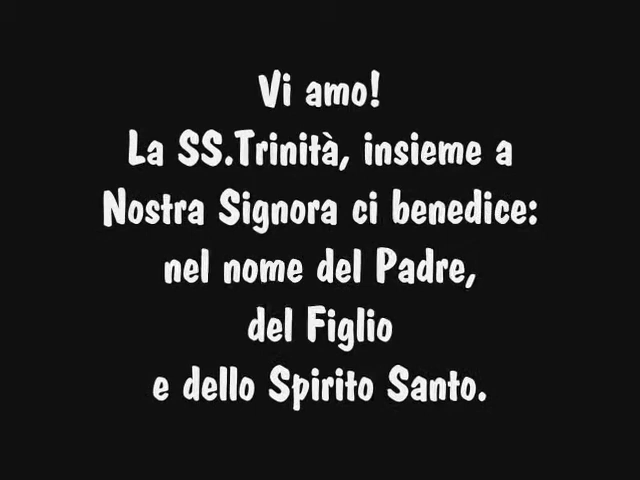 Vi amo!
La SS.Trinità, insieme a
Nostra Signora ci benedice:
nel nome del Padre,
del Figlio
e dello Spirito Santo.